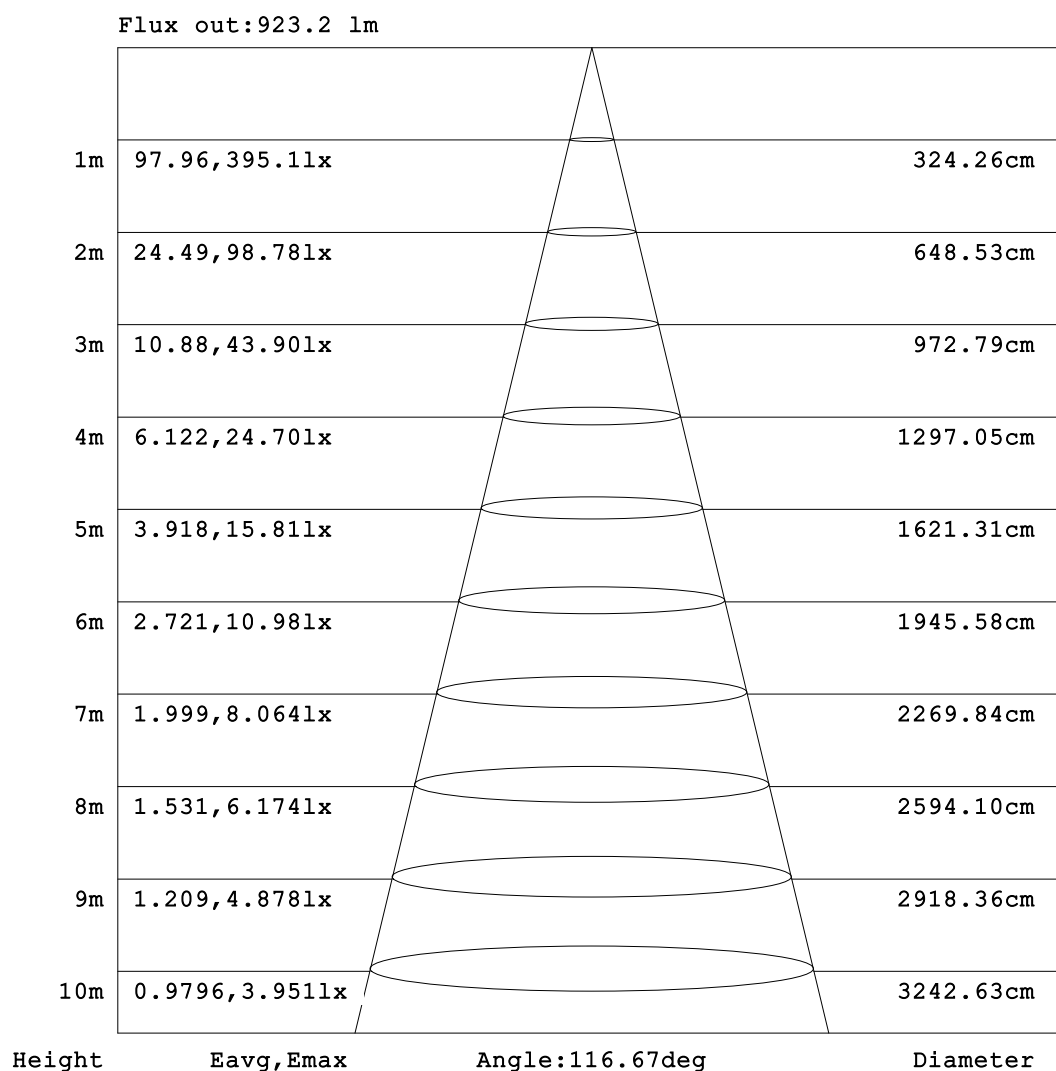 Flux out:923.2 lm
1m 97.96,395.1lx 324.26cm
2m 24.49,98.78lx 648.53cm
3m 10.88,43.90lx 972.79cm
4m 6.122,24.70lx 1297.05cm
5m 3.918,15.81lx 1621.31cm
6m 2.721,10.98lx 1945.58cm
7m 1.999,8.064lx 2269.84cm
8m 1.531,6.174lx 2594.10cm
9m 1.209,4.878lx 2918.36cm
10m 0.9796,3.951lx 3242.63cm
Height Eavg,Emax Angle:116.67deg Diameter